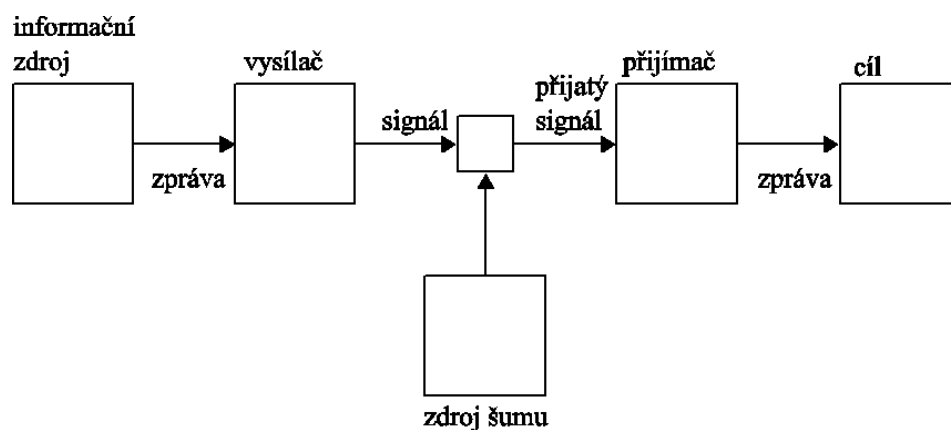 informační
zdroj
vysílač
signál
přijatý
signál
přijímač
cíl
zpráva
zpráva
zdroj šumu